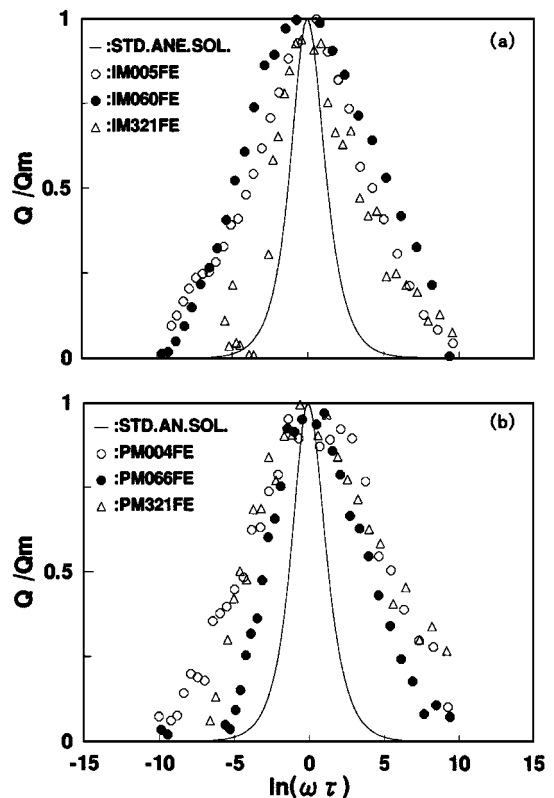 (a)
— :STD.ANE.SOL.
○ :IM005FE
● :IM060FE
△ :IM321FE
Q /Qm
1
0.5
0
(b)
— :STD.AN.SOL.
○ :PM004FE
● :PM066FE
△ :PM321FE
Q /Qm
1
0.5
0
-15 -10 -5 0 5 10 15
ln(ω τ)